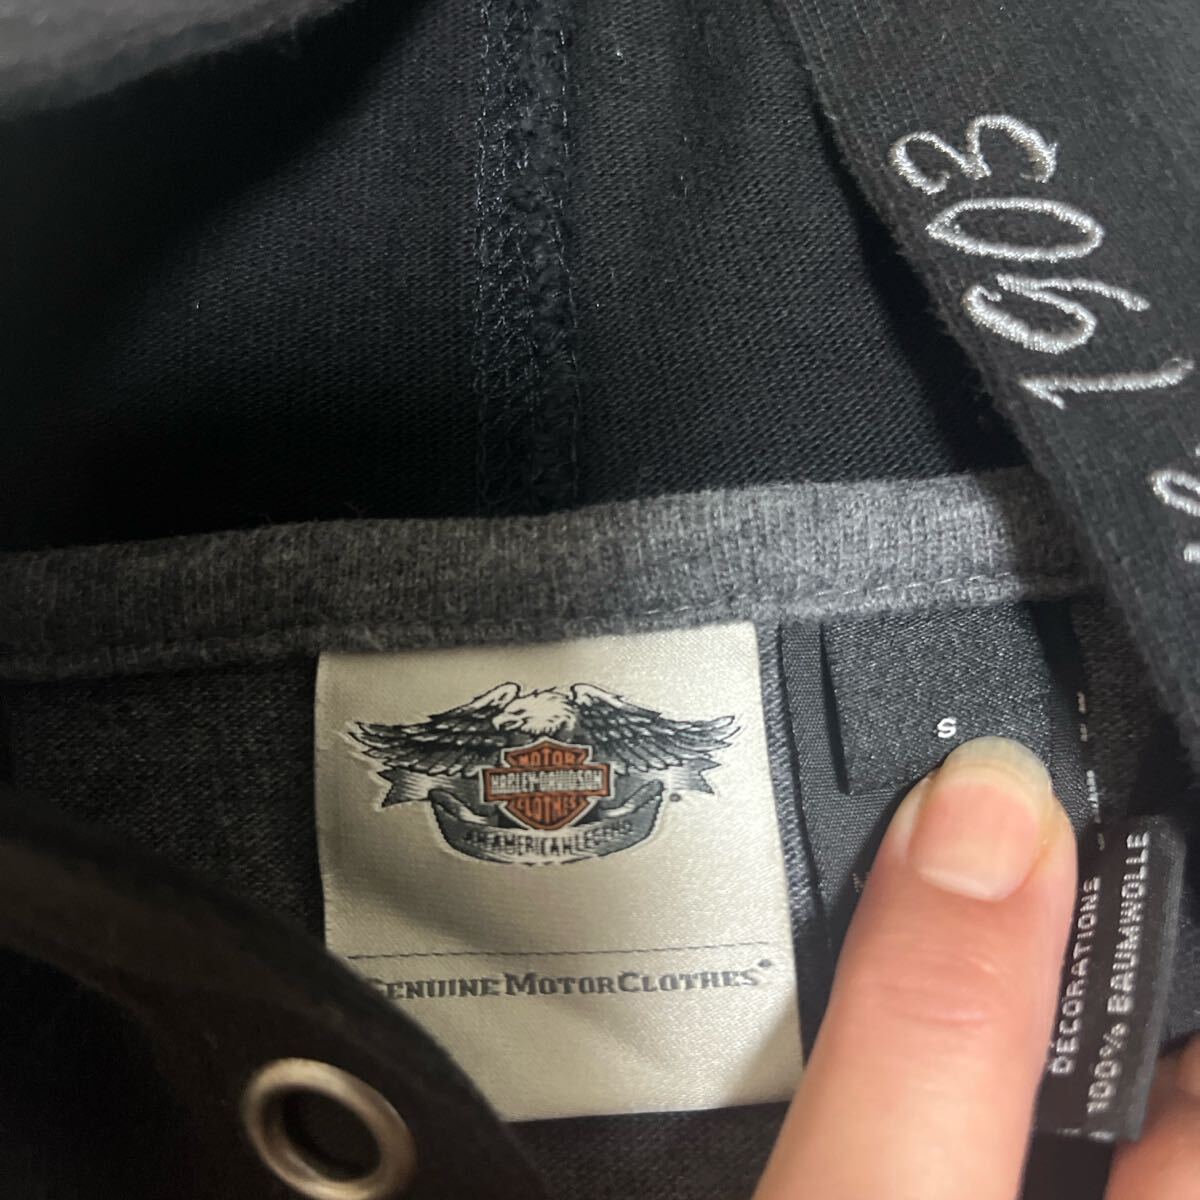 1903
S
MOTOR
HARLEY-DAVIDSON
CLOTHES
®
AN AMERICAN LEGEND
GENUINE MOTORCLOTHES®
DECORATIONS
100% BAUMWOLLE